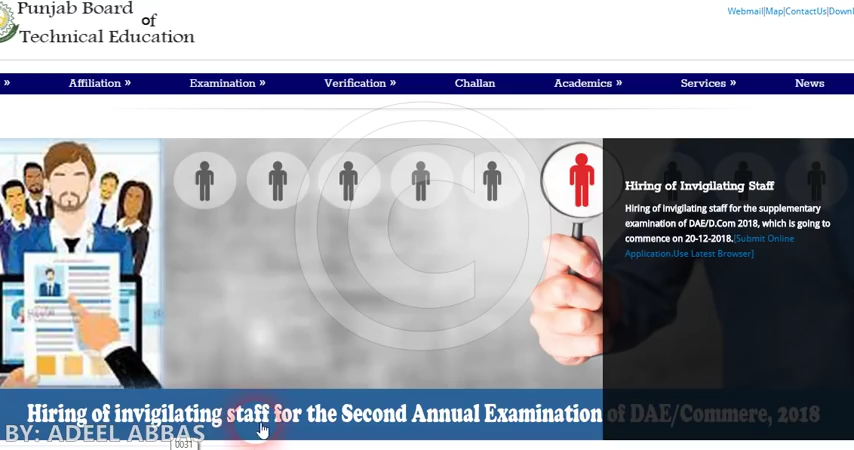 Punjab Board
of
Technical Education
Webmail|Map|ContactUs|Downl
»
Affiliation »
Examination »
Verification »
Challan
Academics »
Services »
News
Hiring of Invigilating Staff
Hiring of invigilating staff for the supplementary
examination of DAE/D.Com 2018, which is going to
commence on 20-12-2018.[Submit Online
Application.Use Latest Browser]
Hiring of invigilating staff for the Second Annual Examination of DAE/Commere, 2018
BY: ADEEL ABBAS
0031
©